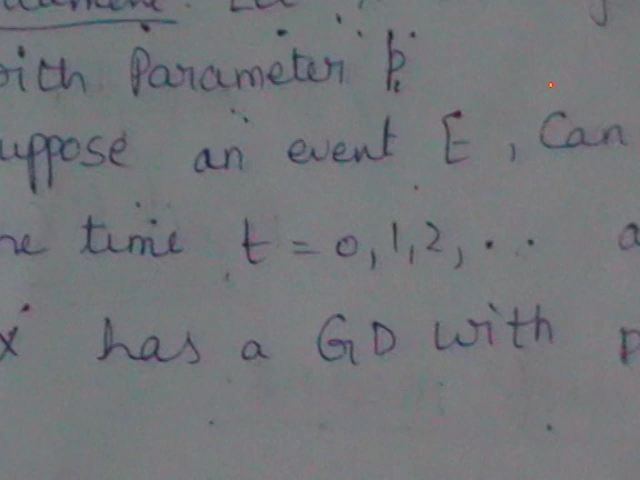 with Parameter p.
uppose an event E, Can
time t = 0, 1, 2, . .
x has a GD with